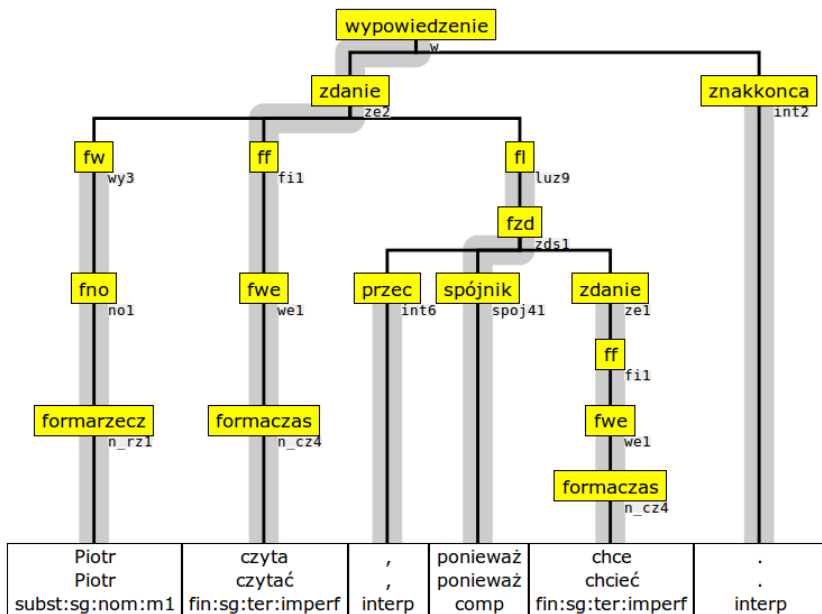 wypowiedzenie
w
zdanie znakkonca
ze2 int2
fw ff fl
wy3 fi1 luz9
fzd
zds1
fno fwe przec spójnik zdanie
no1 we1 int6 spoj41 ze1
ff
fi1
formarzecz formaczas fwe
n_rz1 n_cz4 we1
formaczas
n_cz4
Piotr czyta , ponieważ chce .
Piotr czytać , ponieważ chcieć .
subst:sg:nom:m1 fin:sg:ter:imperf interp comp fin:sg:ter:imperf interp